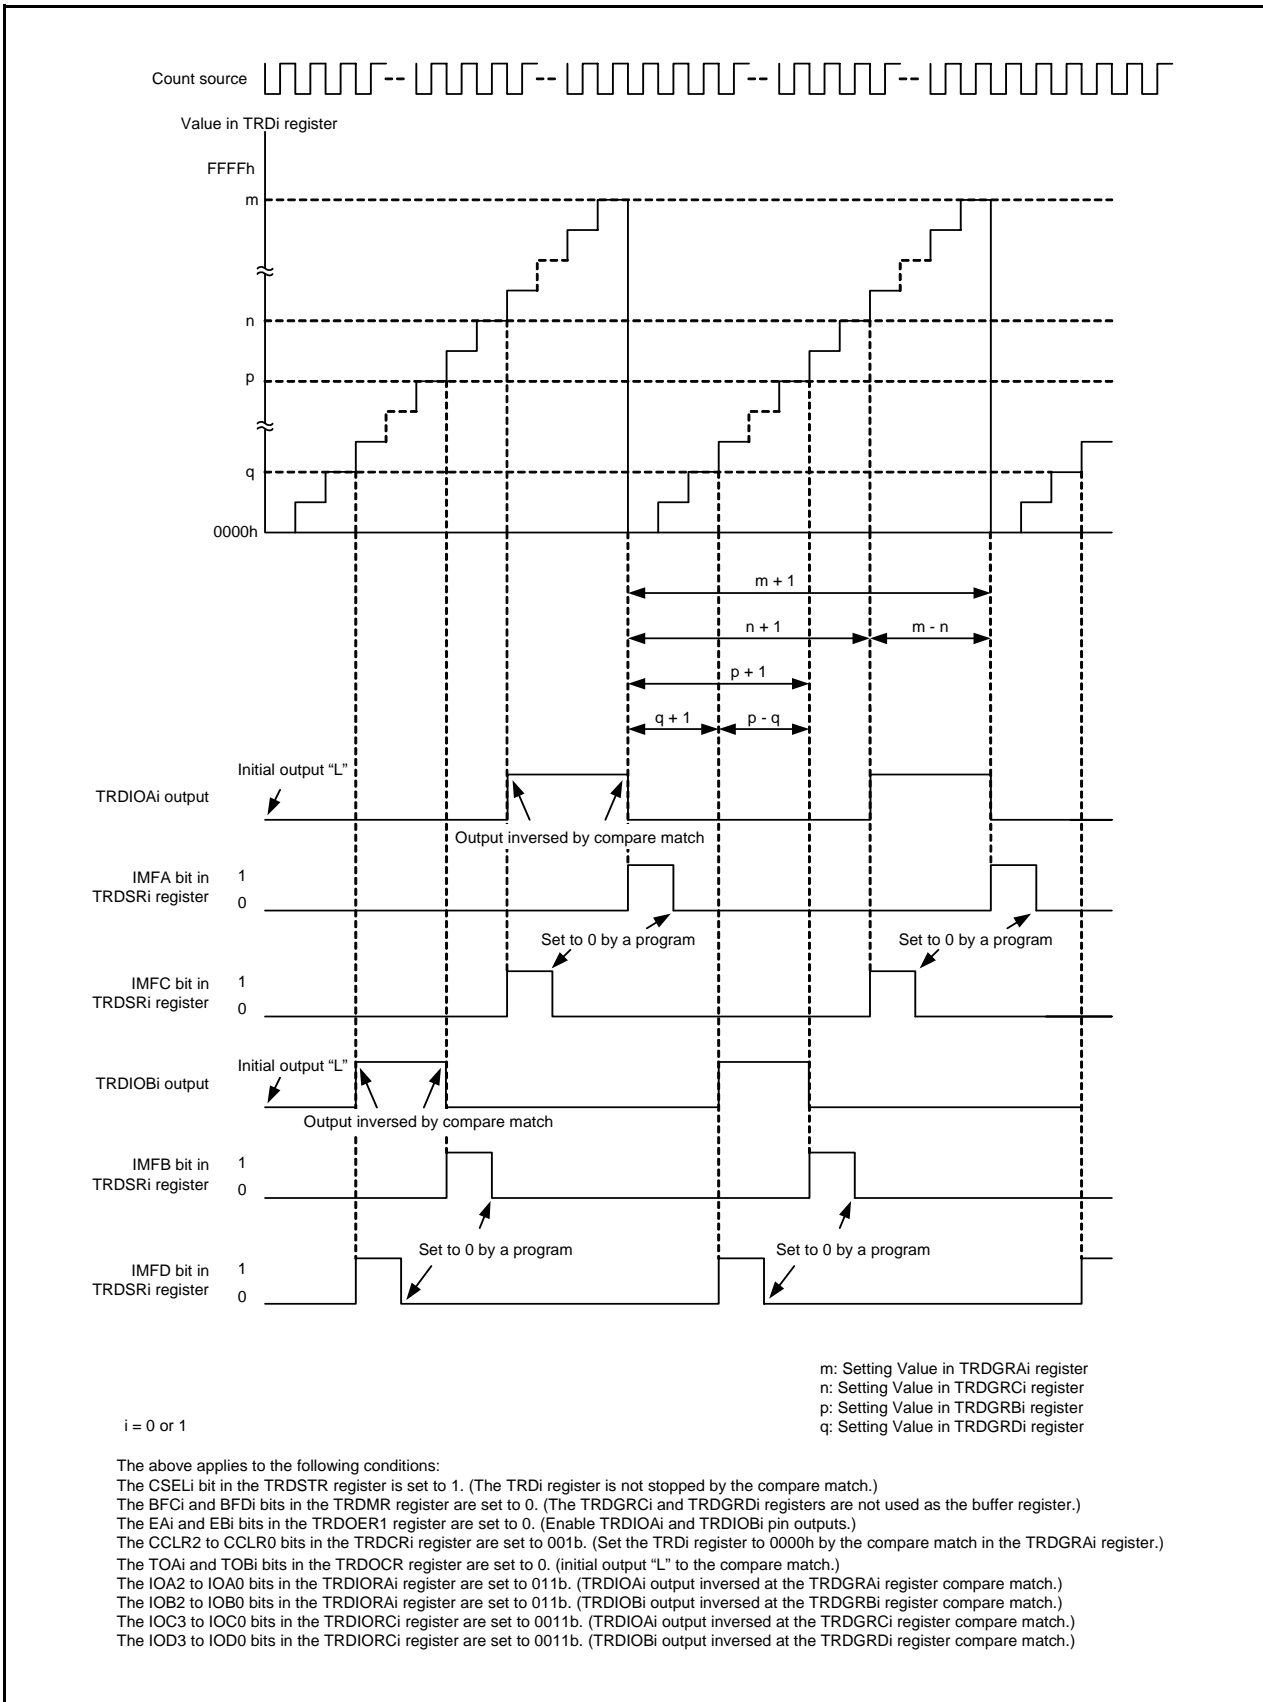 Count source
Value in TRDi register
FFFFh
m
n
p
q
0000h
m + 1
n + 1
m - n
p + 1
q + 1
p - q
Initial output “L”
TRDIOAi output
Output inversed by compare match
IMFA bit in
TRDSRi register
1
0
Set to 0 by a program
Set to 0 by a program
IMFC bit in
TRDSRi register
1
0
Initial output “L”
TRDIOBi output
Output inversed by compare match
IMFB bit in
TRDSRi register
1
0
Set to 0 by a program
Set to 0 by a program
IMFD bit in
TRDSRi register
1
0
m: Setting Value in TRDGRAi register
n: Setting Value in TRDGRCi register
p: Setting Value in TRDGRBi register
q: Setting Value in TRDGRDi register
i = 0 or 1
The above applies to the following conditions:
The CSELi bit in the TRDSTR register is set to 1. (The TRDi register is not stopped by the compare match.)
The BFCi and BFDi bits in the TRDMR register are set to 0. (The TRDGRCi and TRDGRDi registers are not used as the buffer register.)
The EAi and EBi bits in the TRDOER1 register are set to 0. (Enable TRDIOAi and TRDIOBi pin outputs.)
The CCLR2 to CCLR0 bits in the TRDCRi register are set to 001b. (Set the TRDi register to 0000h by the compare match in the TRDGRAi register.)
The TOAi and TOBi bits in the TRDOCR register are set to 0. (initial output “L” to the compare match.)
The IOA2 to IOA0 bits in the TRDIORAi register are set to 011b. (TRDIOAi output inversed at the TRDGRAi register compare match.)
The IOB2 to IOB0 bits in the TRDIORAi register are set to 011b. (TRDIOBi output inversed at the TRDGRBi register compare match.)
The IOC3 to IOC0 bits in the TRDIORCi register are set to 0011b. (TRDIOAi output inversed at the TRDGRCi register compare match.)
The IOD3 to IOD0 bits in the TRDIORCi register are set to 0011b. (TRDIOBi output inversed at the TRDGRDi register compare match.)